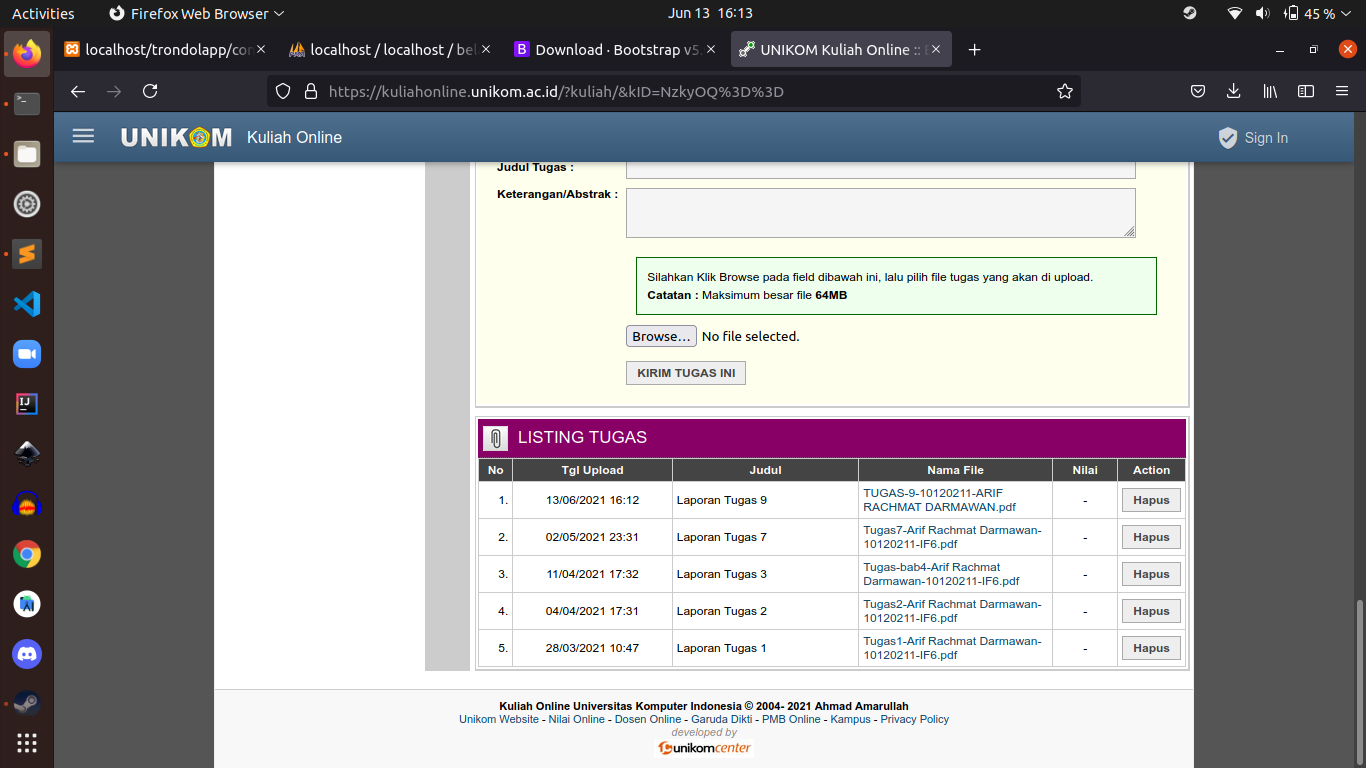 Activities Firefox Web Browser Jun 13 16:13 45 %
localhost/trondolapp/con localhost / localhost / bel Download · Bootstrap v5. UNIKOM Kuliah Online ::
https://kuliahonline.unikom.ac.id/?kuliah/&kID=NzkyOQ%3D%3D
UNIKOM Kuliah Online Sign In
Judul Tugas :
Keterangan/Abstrak :
Silahkan Klik Browse pada field dibawah ini, lalu pilih file tugas yang akan di upload.
Catatan : Maksimum besar file 64MB
Browse... No file selected.
KIRIM TUGAS INI
LISTING TUGAS
No Tgl Upload Judul Nama File Nilai Action
1. 13/06/2021 16:12 Laporan Tugas 9 TUGAS-9-10120211-ARIF - Hapus
RACHMAT DARMAWAN.pdf
2. 02/05/2021 23:31 Laporan Tugas 7 Tugas7-Arif Rachmat Darmawan- - Hapus
10120211-IF6.pdf
3. 11/04/2021 17:32 Laporan Tugas 3 Tugas-bab4-Arif Rachmat - Hapus
Darmawan-10120211-IF6.pdf
4. 04/04/2021 17:31 Laporan Tugas 2 Tugas2-Arif Rachmat Darmawan- - Hapus
10120211-IF6.pdf
5. 28/03/2021 10:47 Laporan Tugas 1 Tugas1-Arif Rachmat Darmawan- - Hapus
10120211-IF6.pdf
Kuliah Online Universitas Komputer Indonesia © 2004- 2021 Ahmad Amarullah
Unikom Website - Nilai Online - Dosen Online - Garuda Dikti - PMB Online - Kampus - Privacy Policy
developed by
unikomcenter